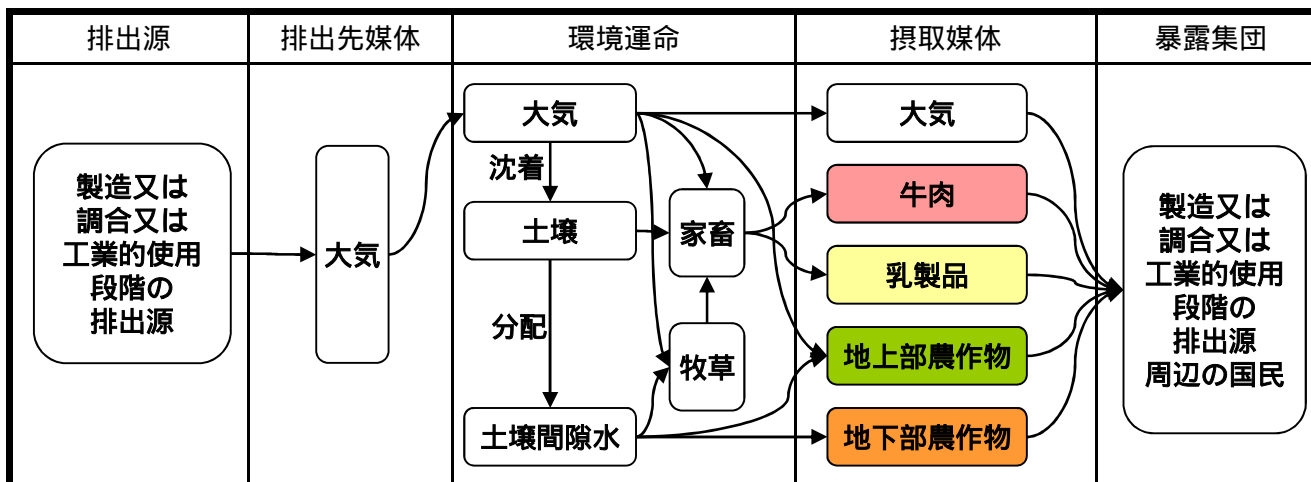 排出源
排出先媒体
環境運命
摂取媒体
暴露集団
製造又は
調合又は
工業的使用
段階の
排出源
大気
大気
沈着
土壌
分配
土壌間隙水
家畜
牧草
大気
牛肉
乳製品
地上部農作物
地下部農作物
製造又は
調合又は
工業的使用
段階の
排出源
周辺の国民